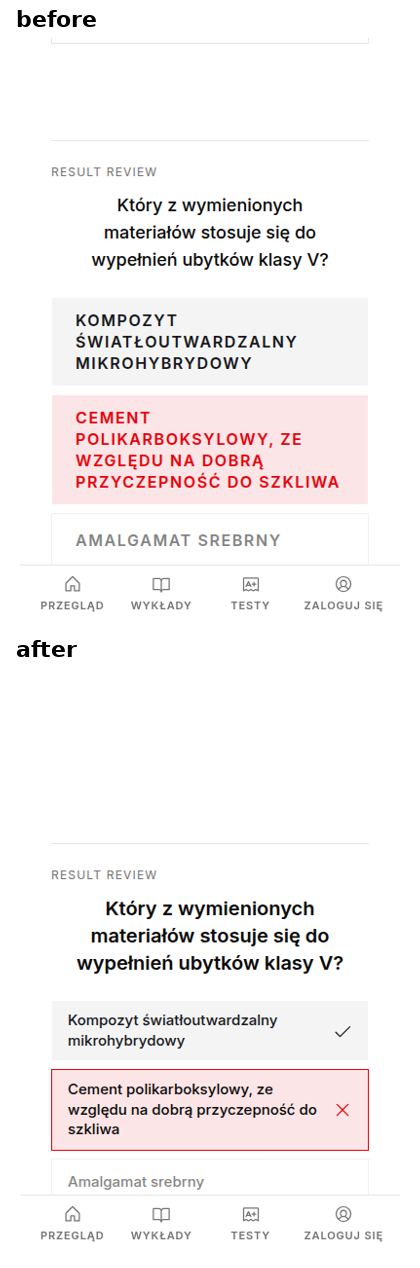 before
RESULT REVIEW
Który z wymienionych
materiałów stosuje się do
wypełnień ubytków klasy V?
KOMPOZYT
ŚWIATŁOUTWARDZALNY
MIKROHYBRYDOWY
CEMENT
POLIKARBOKSYLOWY, ZE
WZGLĘDU NA DOBRĄ
PRZYCZEPNOŚĆ DO SZKLIWA
AMALGAMAT SREBRNY
PRZEGLĄD WYKŁADY TESTY ZALOGUJ SIĘ
after
RESULT REVIEW
Który z wymienionych
materiałów stosuje się do
wypełnień ubytków klasy V?
Kompozyt światłoutwardzalny
mikrohybrydowy
Cement polikarboksylowy, ze
względu na dobrą przyczepność do
szkliwa
Amalgamat srebrny
PRZEGLĄD WYKŁADY TESTY ZALOGUJ SIĘ